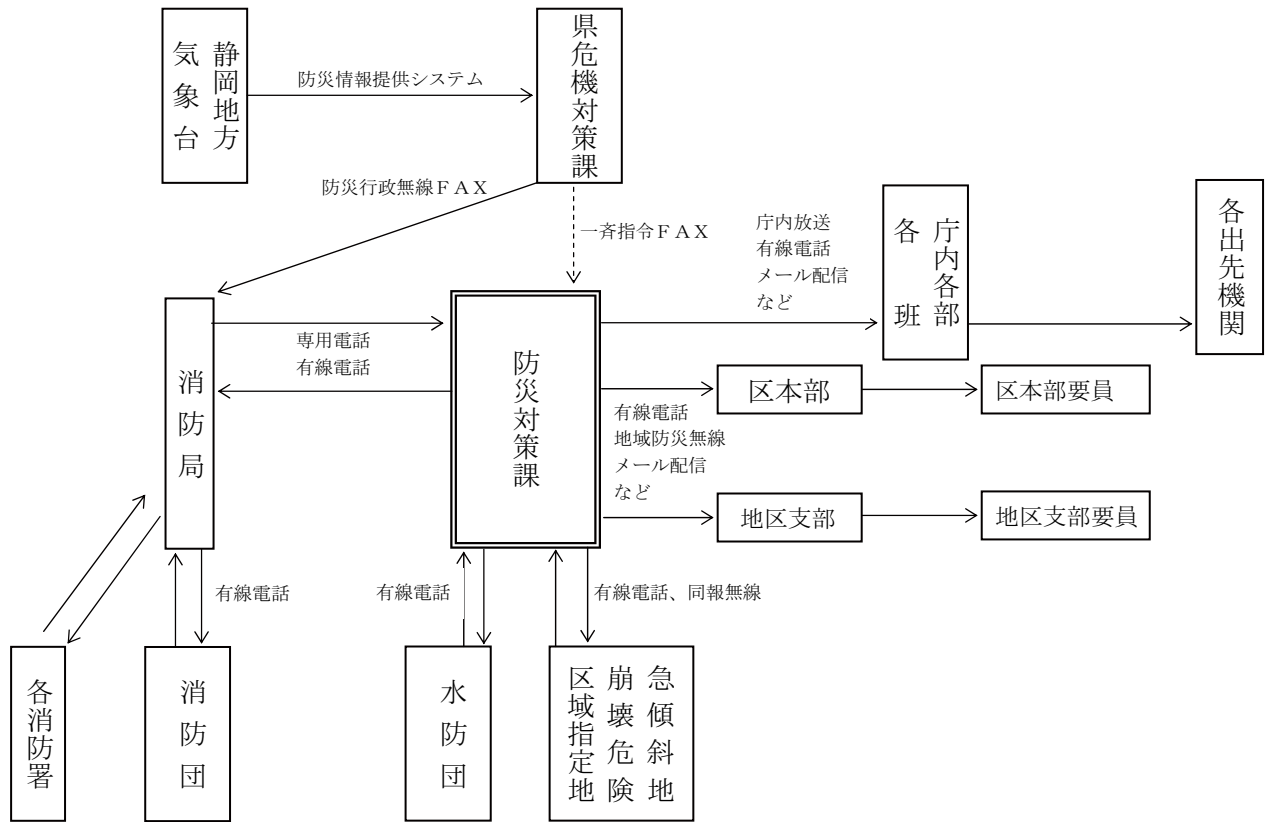 静岡地方
気象台
防災情報提供システム
県危機対策課
防災行政無線ＦＡＸ
一斉指令ＦＡＸ
庁内放送
有線電話
メール配信
など
庁内各部
各　班
各出先機関
消防局
専用電話
有線電話
防災対策課
有線電話
地域防災無線
メール配信
など
区本部
区本部要員
地区支部
地区支部要員
有線電話
有線電話
有線電話、同報無線
各消防署
消防団
水防団
急傾斜地
崩壊危険
区域指定地